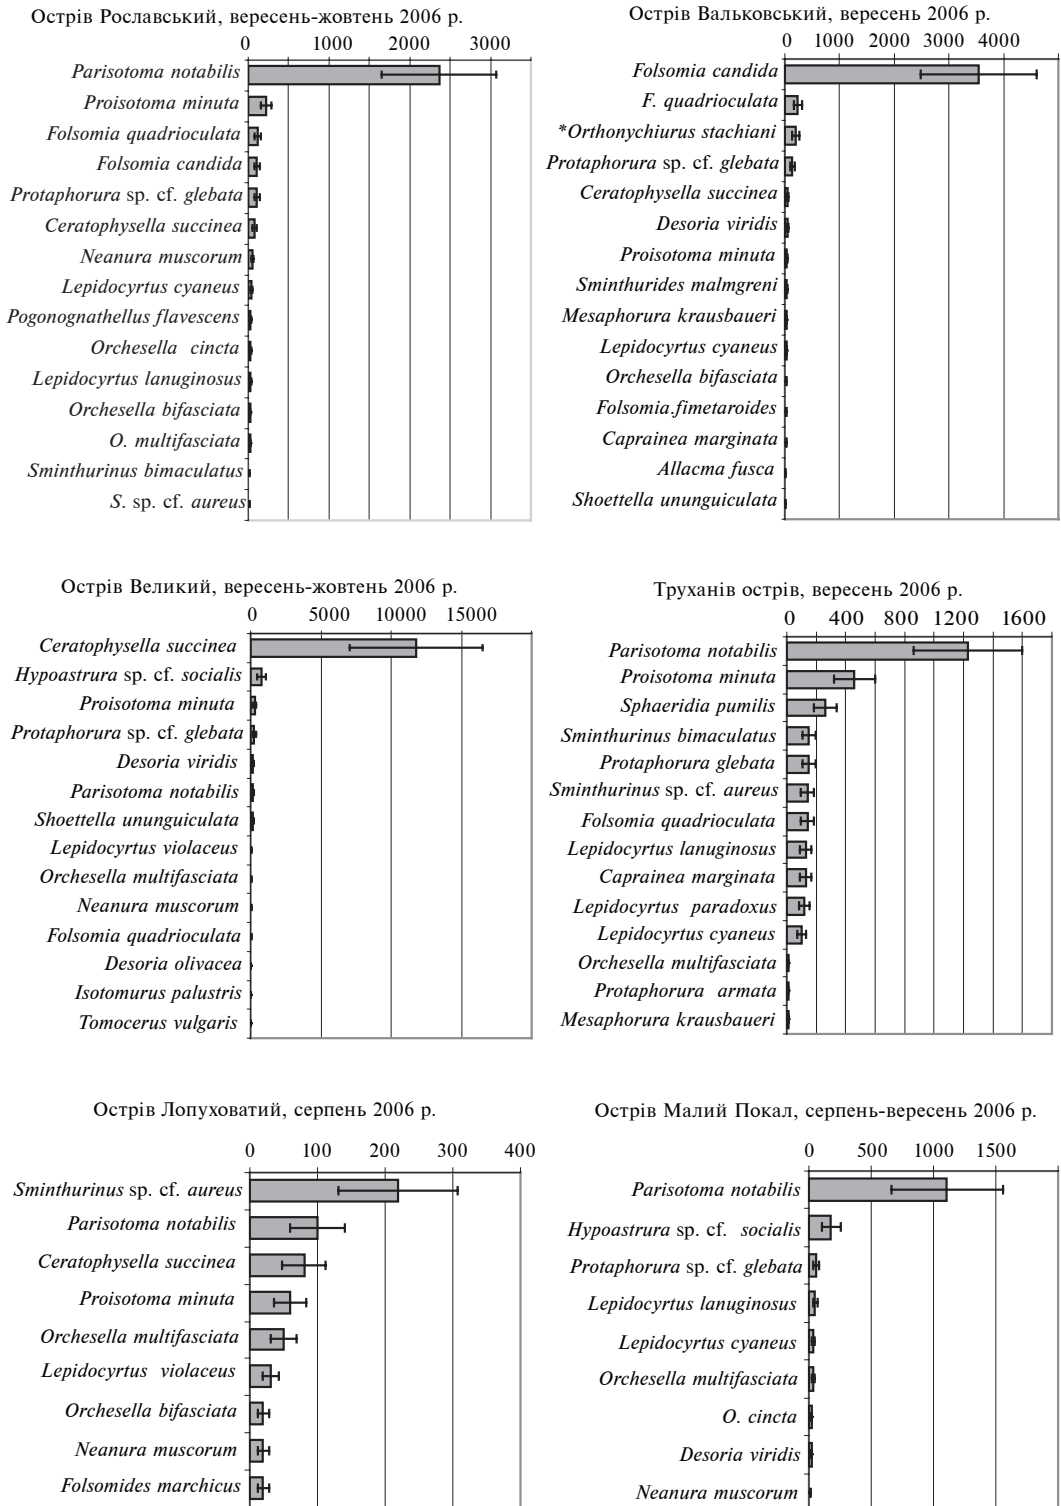 Острів Рославський, вересень-жовтень 2006 р.
0 1000 2000 3000
Parisotoma notabilis
Proisotoma minuta
Folsomia quadrioculata
Folsomia candida
Protaphorura sp. cf. glebata
Ceratophysella succinea
Neanura muscorum
Lepidocyrtus cyaneus
Pogonognathellus flavescens
Orchesella cincta
Lepidocyrtus lanuginosus
Orchesella bifasciata
O. multifasciata
Sminthurinus bimaculatus
S. sp. cf. aureus
Острів Вальковський, вересень 2006 р.
0 1000 2000 3000 4000
Folsomia candida
F. quadrioculata
*Orthonychiurus stachiani
Protaphorura sp. cf. glebata
Ceratophysella succinea
Desoria viridis
Proisotoma minuta
Sminthurides malmgreni
Mesaphorura krausbaueri
Lepidocyrtus cyaneus
Orchesella bifasciata
Folsomia.fimetaroides
Caprainea marginata
Allacma fusca
Shoettella ununguiculata
Острів Великий, вересень-жовтень 2006 р.
0 5000 10000 15000
Ceratophysella succinea
Hypoastrura sp. cf. socialis
Proisotoma minuta
Protaphorura sp. cf. glebata
Desoria viridis
Parisotoma notabilis
Shoettella ununguiculata
Lepidocyrtus violaceus
Orchesella multifasciata
Neanura muscorum
Folsomia quadrioculata
Desoria olivacea
Isotomurus palustris
Tomocerus vulgaris
Труханів острів, вересень 2006 р.
0 400 800 1200 1600
Parisotoma notabilis
Proisotoma minuta
Sphaeridia pumilis
Sminthurinus bimaculatus
Protaphorura glebata
Sminthurinus sp. cf. aureus
Folsomia quadrioculata
Lepidocyrtus lanuginosus
Caprainea marginata
Lepidocyrtus paradoxus
Lepidocyrtus cyaneus
Orchesella multifasciata
Protaphorura armata
Mesaphorura krausbaueri
Острів Лопуховатий, серпень 2006 р.
0 100 200 300 400
Sminthurinus sp. cf. aureus
Parisotoma notabilis
Ceratophysella succinea
Proisotoma minuta
Orchesella multifasciata
Lepidocyrtus violaceus
Orchesella bifasciata
Neanura muscorum
Folsomides marchicus
Острів Малий Покал, серпень-вересень 2006 р.
0 500 1000 1500
Parisotoma notabilis
Hypoastrura sp. cf. socialis
Protaphorura sp. cf. glebata
Lepidocyrtus lanuginosus
Lepidocyrtus cyaneus
Orchesella multifasciata
O. cincta
Desoria viridis
Neanura muscorum